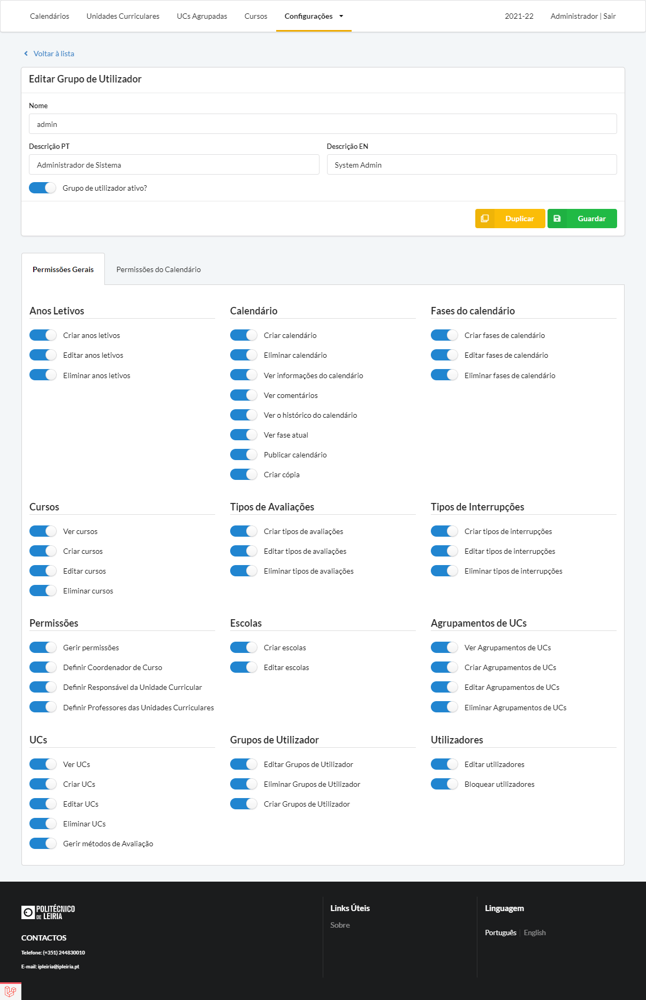 Calendários Unidades Curriculares UCs Agrupadas Cursos Configurações 2021-22 Administrador | Sair
Voltar à lista
Editar Grupo de Utilizador
Nome
admin
Descrição PT Descrição EN
Administrador de Sistema System Admin
Grupo de utilizador ativo?
Duplicar Guardar
Permissões Gerais Permissões do Calendário
Anos Letivos
Criar anos letivos
Editar anos letivos
Eliminar anos letivos
Calendário
Criar calendário
Eliminar calendário
Ver informações do calendário
Ver comentários
Ver o histórico do calendário
Ver fase atual
Publicar calendário
Criar cópia
Fases do calendário
Criar fases de calendário
Editar fases de calendário
Eliminar fases de calendário
Cursos
Ver cursos
Criar cursos
Editar cursos
Eliminar cursos
Tipos de Avaliações
Criar tipos de avaliações
Editar tipos de avaliações
Eliminar tipos de avaliações
Tipos de Interrupções
Criar tipos de interrupções
Editar tipos de interrupções
Eliminar tipos de interrupções
Permissões
Gerir permissões
Definir Coordenador de Curso
Definir Responsável da Unidade Curricular
Definir Professores das Unidades Curriculares
Escolas
Criar escolas
Editar escolas
Agrupamentos de UCs
Ver Agrupamentos de UCs
Criar Agrupamentos de UCs
Editar Agrupamentos de UCs
Eliminar Agrupamentos de UCs
UCs
Ver UCs
Criar UCs
Editar UCs
Eliminar UCs
Gerir métodos de Avaliação
Grupos de Utilizador
Editar Grupos de Utilizador
Eliminar Grupos de Utilizador
Criar Grupos de Utilizador
Utilizadores
Editar utilizadores
Bloquear utilizadores
POLITÉCNICO
DE LEIRIA
CONTACTOS
Telefone: (+351) 244830010
E-mail: ipleiria@ipleiria.pt
Links Úteis
Sobre
Linguagem
Português English